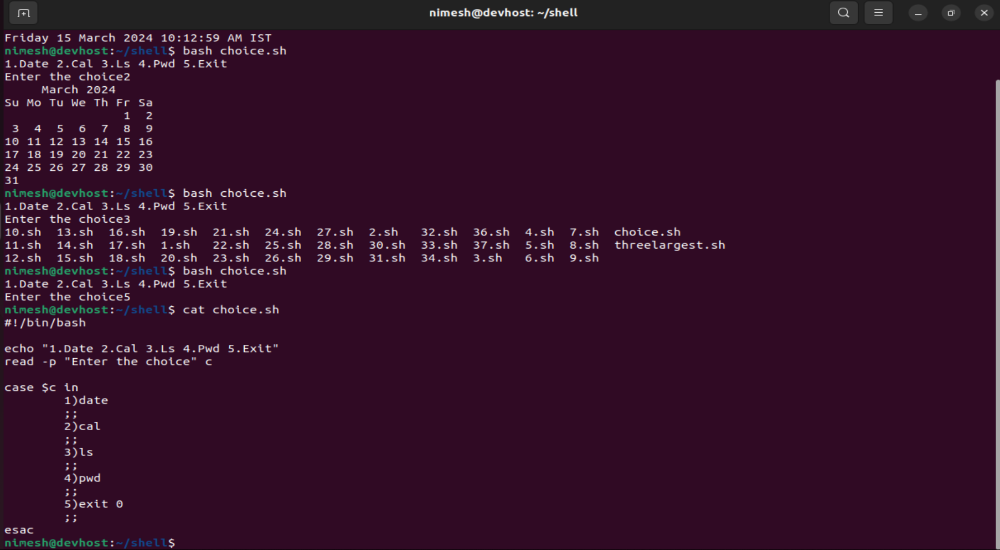 nimesh@devhost: ~/shell
Friday 15 March 2024 10:12:59 AM IST
nimesh@devhost:~/shell$ bash choice.sh
1.Date 2.Cal 3.Ls 4.Pwd 5.Exit
Enter the choice2
     March 2024
Su Mo Tu We Th Fr Sa
                1  2
 3  4  5  6  7  8  9
10 11 12 13 14 15 16
17 18 19 20 21 22 23
24 25 26 27 28 29 30
31
nimesh@devhost:~/shell$ bash choice.sh
1.Date 2.Cal 3.Ls 4.Pwd 5.Exit
Enter the choice3
10.sh  13.sh  16.sh  19.sh  21.sh  24.sh  27.sh  2.sh   32.sh  36.sh  4.sh  7.sh  choice.sh
11.sh  14.sh  17.sh  1.sh   22.sh  25.sh  28.sh  30.sh  33.sh  37.sh  5.sh  8.sh  threelargest.sh
12.sh  15.sh  18.sh  20.sh  23.sh  26.sh  29.sh  31.sh  34.sh  3.sh   6.sh  9.sh
nimesh@devhost:~/shell$ bash choice.sh
1.Date 2.Cal 3.Ls 4.Pwd 5.Exit
Enter the choice5
nimesh@devhost:~/shell$ cat choice.sh
#!/bin/bash

echo "1.Date 2.Cal 3.Ls 4.Pwd 5.Exit"
read -p "Enter the choice" c

case $c in
        1)date
        ;;
        2)cal
        ;;
        3)ls
        ;;
        4)pwd
        ;;
        5)exit 0
        ;;
esac
nimesh@devhost:~/shell$